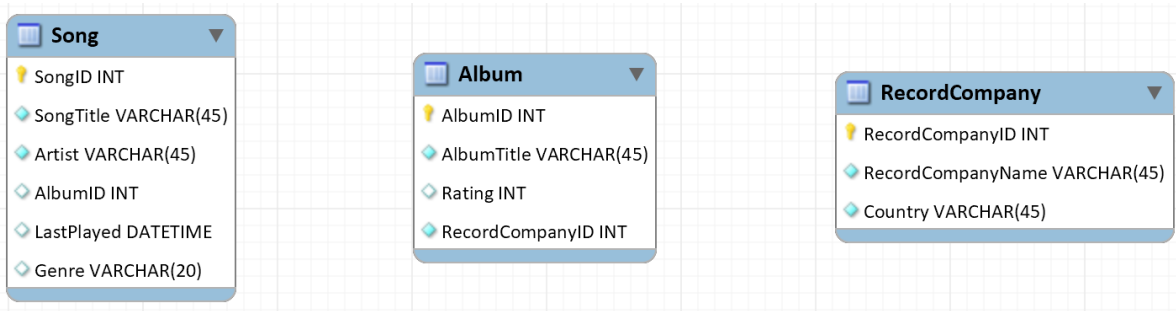 Song
SongID INT
SongTitle VARCHAR(45)
Artist VARCHAR(45)
AlbumID INT
LastPlayed DATETIME
Genre VARCHAR(20)
Album
AlbumID INT
AlbumTitle VARCHAR(45)
Rating INT
RecordCompanyID INT
RecordCompany
RecordCompanyID INT
RecordCompanyName VARCHAR(45)
Country VARCHAR(45)